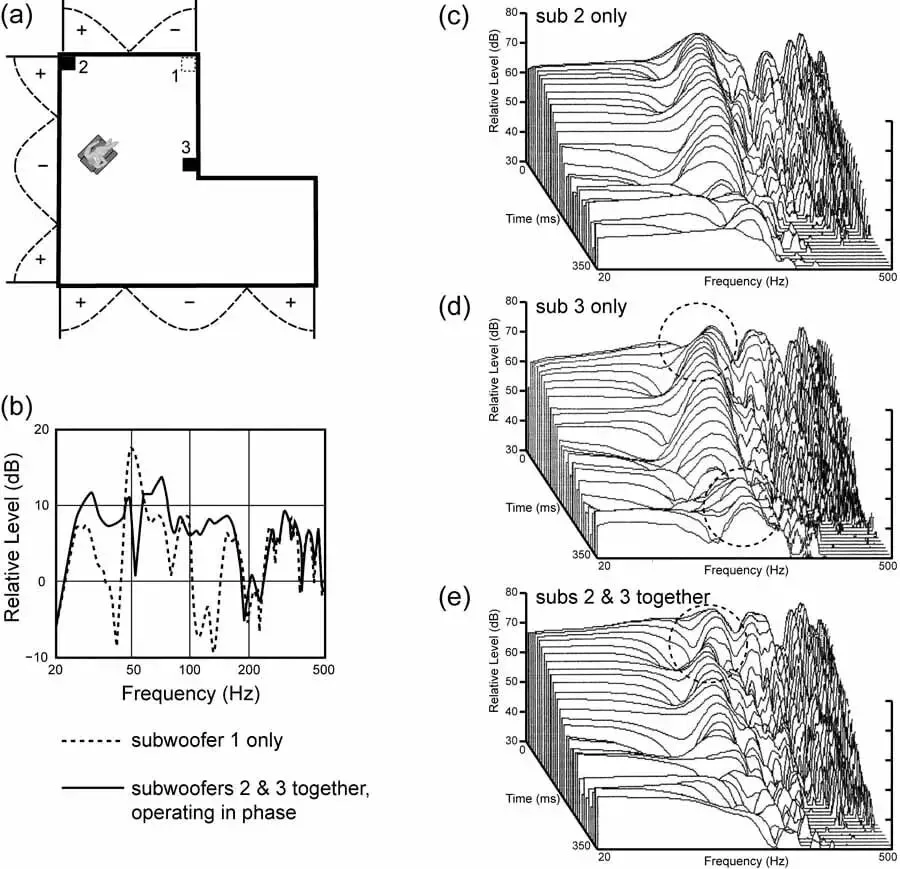 (a)
+
−
+
−
+
2
1
3
+
−
+
(b)
20
10
0
−10
Relative Level (dB)
20
50
100
200
500
Frequency (Hz)
subwoofer 1 only
subwoofers 2 & 3 together,
operating in phase
(c)
sub 2 only
80
70
60
50
40
30
Relative Level (dB)
0
Time (ms)
350
20
Frequency (Hz)
500
(d)
sub 3 only
80
70
60
50
40
30
Relative Level (dB)
0
Time (ms)
350
20
Frequency (Hz)
500
(e)
subs 2 & 3 together
80
70
60
50
40
30
Relative Level (dB)
0
Time (ms)
350
20
Frequency (Hz)
500